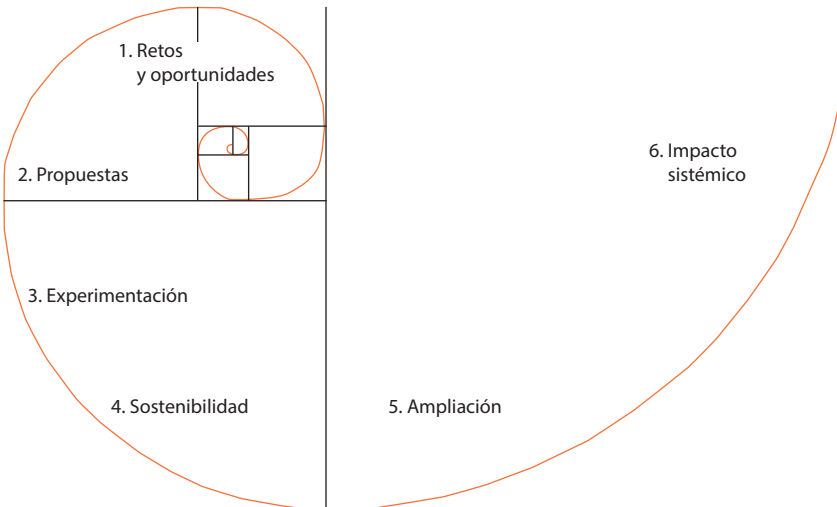 1. Retos
y oportunidades
2. Propuestas
3. Experimentación
4. Sostenibilidad
5. Ampliación
6. Impacto
sistémico